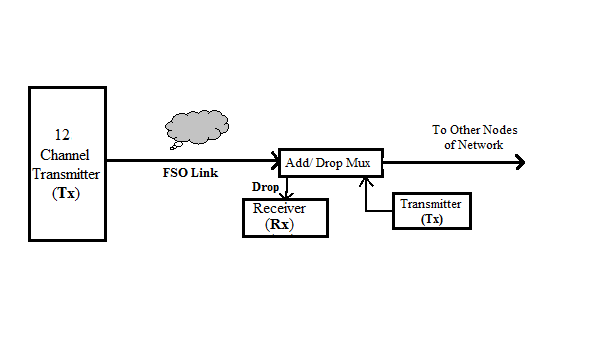 12
Channel
Transmitter
(Tx)
FSO Link
Add/ Drop Mux
To Other Nodes
of Network
Drop
Receiver
(Rx)
Transmitter
(Tx)